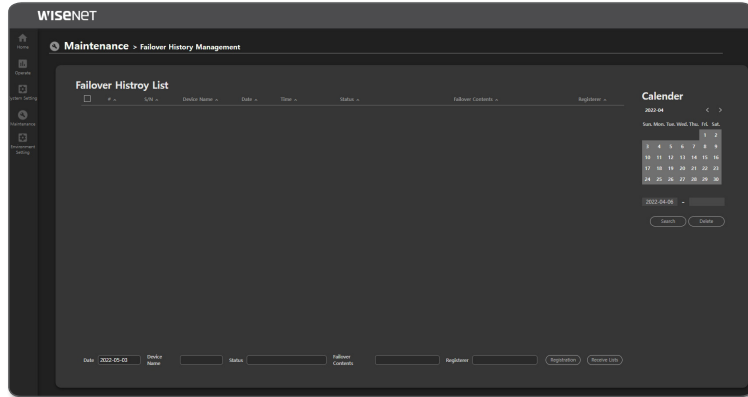 WISENET
Home
Operate
System Setting
Maintenance
Environment
Setting
Maintenance > Failover History Management
Failover Histroy List
# S/N Device Name Date Time Status Failover Contents Registerer
Calender
2022-04 < >
Sun. Mon. Tue. Wed. Thu. Fri. Sat.
1 2
3 4 5 6 7 8 9
10 11 12 13 14 15 16
17 18 19 20 21 22 23
24 25 26 27 28 29 30
2022-04-06 -
Search Delete
Date 2022-05-03 Device Name Status Failover Contents Registerer Registration Receive Lists